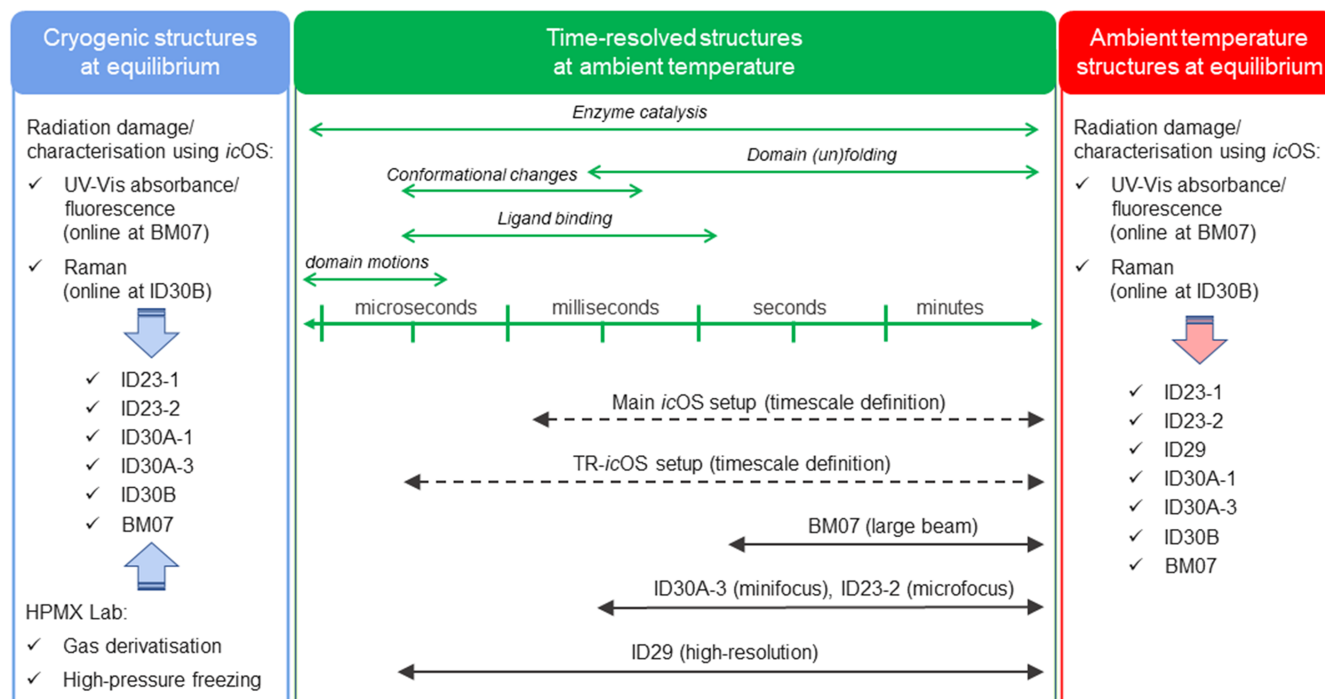 Cryogenic structures
at equilibrium
Radiation damage/
characterisation using icOS:
✓ UV-Vis absorbance/
fluorescence
(online at BM07)
✓ Raman
(online at ID30B)
✓ ID23-1
✓ ID23-2
✓ ID30A-1
✓ ID30A-3
✓ ID30B
✓ BM07
HPMX Lab:
✓ Gas derivatisation
✓ High-pressure freezing
Time-resolved structures
at ambient temperature
Enzyme catalysis
Domain (un)folding
Conformational changes
Ligand binding
domain motions
microseconds milliseconds seconds minutes
Main icOS setup (timescale definition)
TR-icOS setup (timescale definition)
BM07 (large beam)
ID30A-3 (minifocus), ID23-2 (microfocus)
ID29 (high-resolution)
Ambient temperature
structures at equilibrium
Radiation damage/
characterisation using icOS:
✓ UV-Vis absorbance/
fluorescence
(online at BM07)
✓ Raman
(online at ID30B)
✓ ID23-1
✓ ID23-2
✓ ID29
✓ ID30A-1
✓ ID30A-3
✓ ID30B
✓ BM07